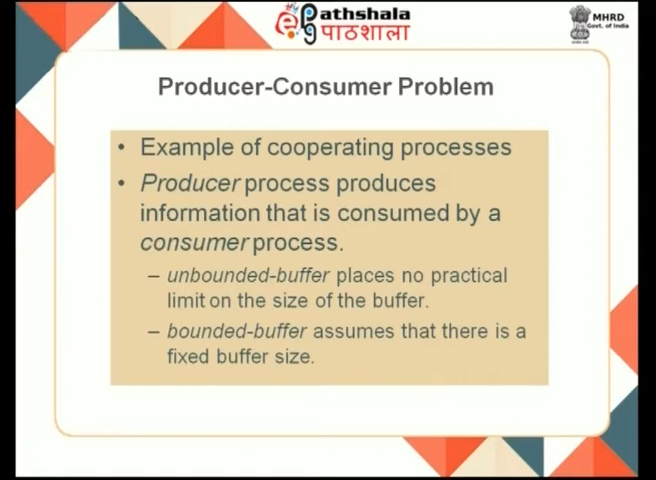 Pathshala
पाठशाला
MHRD
Govt. of India
Producer-Consumer Problem
• Example of cooperating processes
• Producer process produces
information that is consumed by a
consumer process.
– unbounded-buffer places no practical
limit on the size of the buffer.
– bounded-buffer assumes that there is a
fixed buffer size.